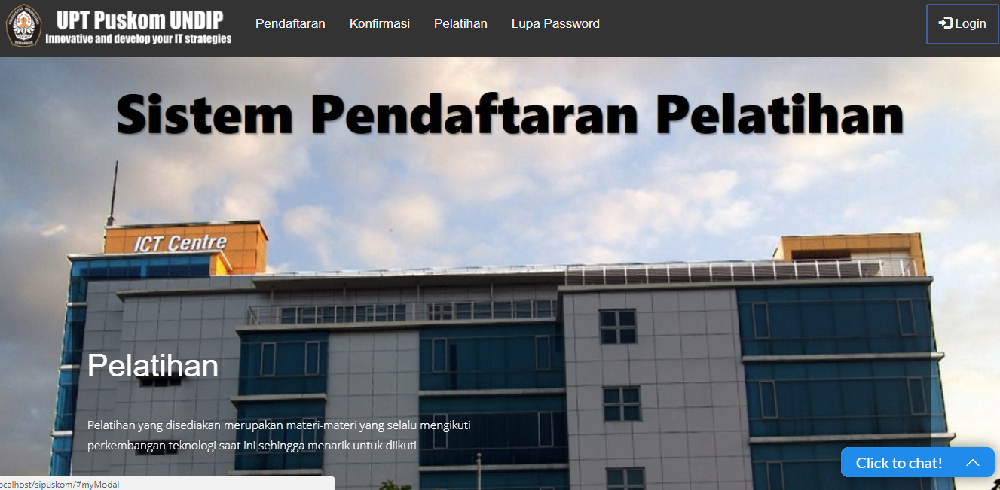 UPT Puskom UNDIP
Innovative and develop your IT strategies
Pendaftaran
Konfirmasi
Pelatihan
Lupa Password
Login
Sistem Pendaftaran Pelatihan
ICT Centre
Pelatihan
Pelatihan yang disediakan merupakan materi-materi yang selalu mengikuti
perkembangan teknologi saat ini sehingga menarik untuk diikuti.
Click to chat!
ocalhost/sipuskom/#myModal